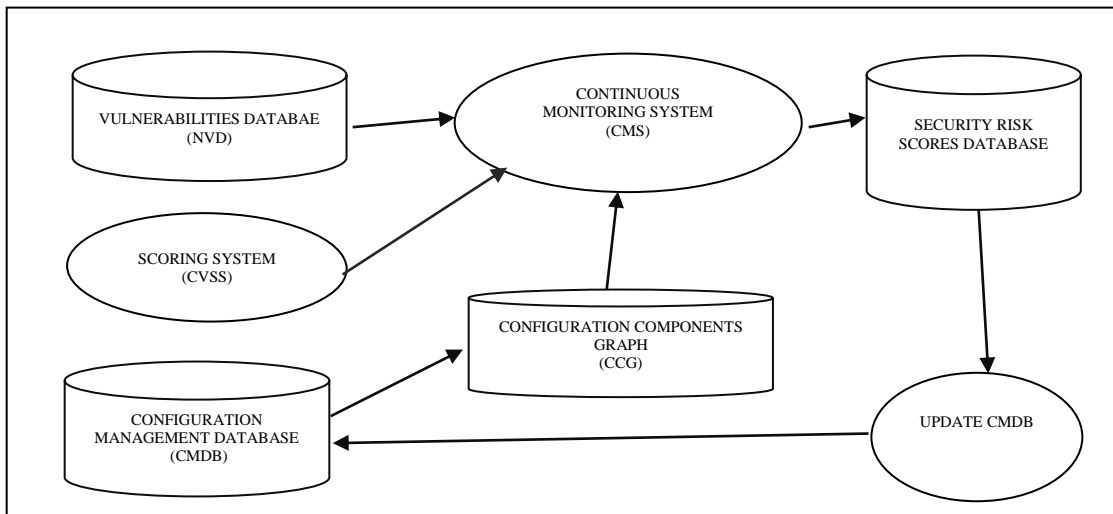 VULNERABILITIES DATABAE
(NVD)
CONTINUOUS
MONITORING SYSTEM
(CMS)
SECURITY RISK
SCORES DATABASE
SCORING SYSTEM
(CVSS)
CONFIGURATION COMPONENTS
GRAPH
(CCG)
CONFIGURATION
MANAGEMENT DATABASE
(CMDB)
UPDATE CMDB